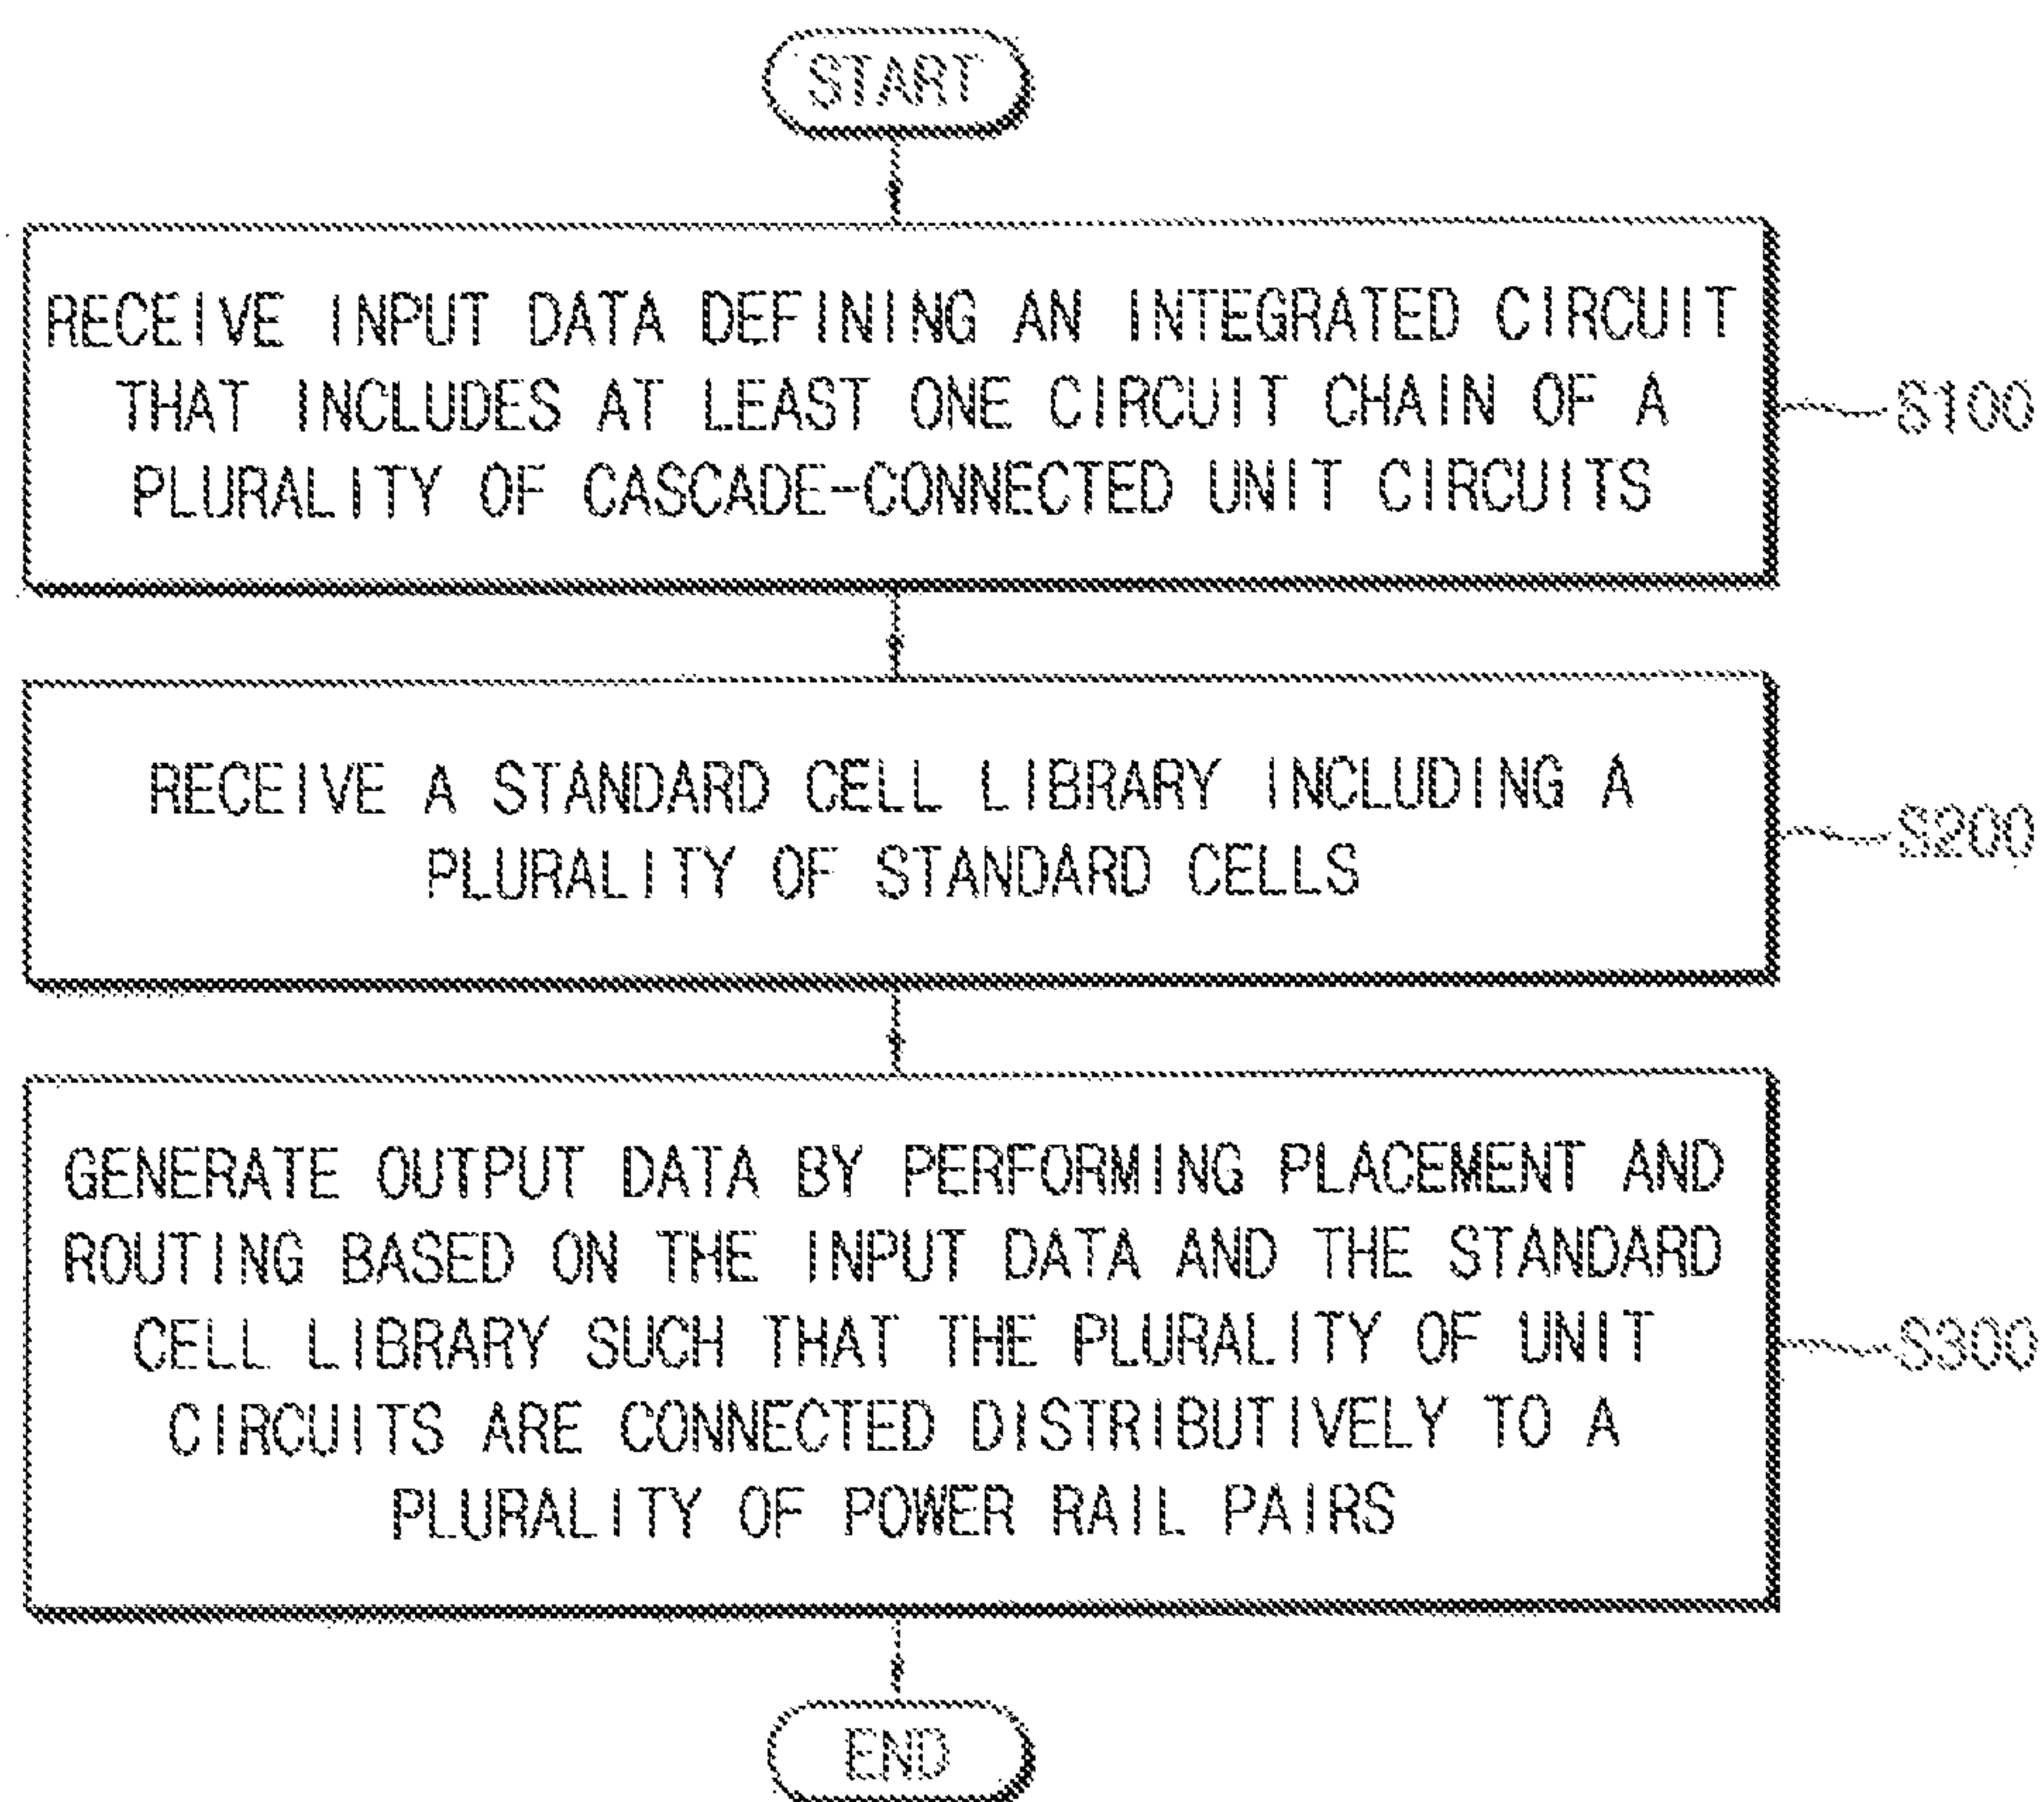 START
RECEIVE INPUT DATA DEFINING AN INTEGRATED CIRCUIT
THAT INCLUDES AT LEAST ONE CIRCUIT CHAIN OF A
PLURALITY OF CASCADE-CONNECTED UNIT CIRCUITS
S100
RECEIVE A STANDARD CELL LIBRARY INCLUDING A
PLURALITY OF STANDARD CELLS
S200
GENERATE OUTPUT DATA BY PERFORMING PLACEMENT AND
ROUTING BASED ON THE INPUT DATA AND THE STANDARD
CELL LIBRARY SUCH THAT THE PLURALITY OF UNIT
CIRCUITS ARE CONNECTED DISTRIBUTIVELY TO A
PLURALITY OF POWER RAIL PAIRS
S300
END